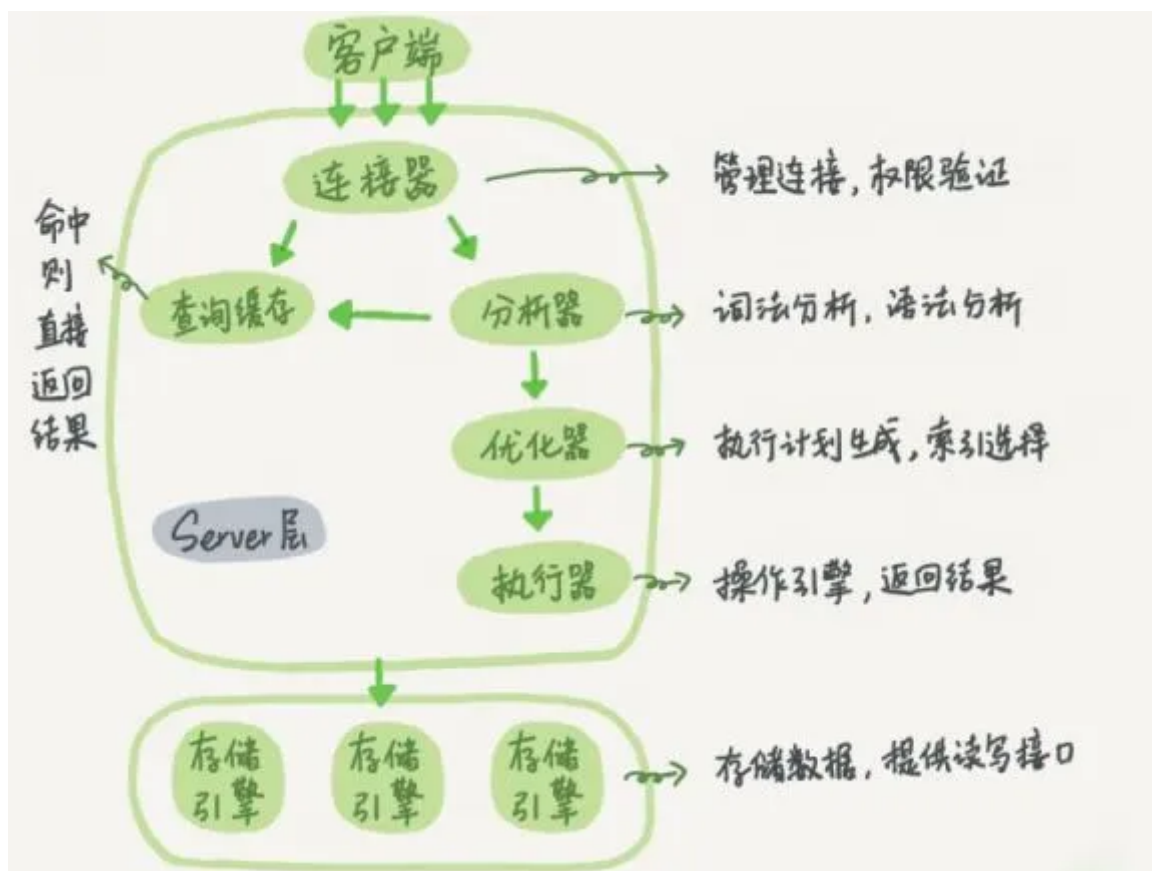 客户端
连接器
管理连接，权限验证
命中
则
直接
返回
结果
查询缓存
分析器
词法分析，语法分析
优化器
执行计划生成，索引选择
Server层
执行器
操作引擎，返回结果
存储
引擎
存储
引擎
存储
引擎
存储数据，提供读写接口